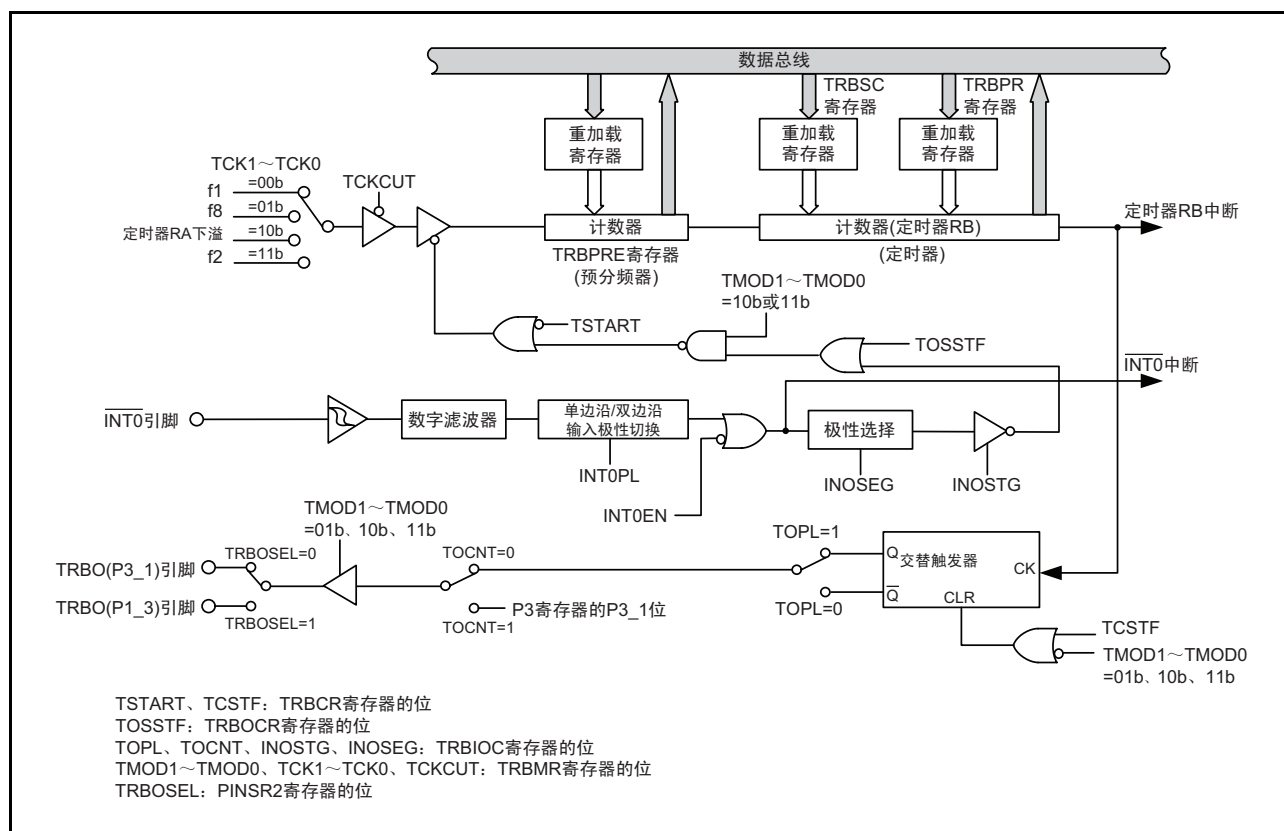 数据总线
TRBSC
寄存器
TRBPR
寄存器
重加载
寄存器
重加载
寄存器
重加载
寄存器
TCK1～TCK0
f1
=00b
f8
=01b
定时器RA下溢
=10b
f2
=11b
TCKCUT
计数器
TRBPRE寄存器
(预分频器)
计数器(定时器RB)
(定时器)
定时器RB中断
TMOD1～TMOD0
=10b或11b
TSTART
TOSSTF
INT0中断
INT0引脚
数字滤波器
单边沿/双边沿
输入极性切换
INT0PL
INT0EN
极性选择
INOSEG
INOSTG
TMOD1～TMOD0
=01b、10b、11b
TRBO(P3_1)引脚
TRBOSEL=0
TRBO(P1_3)引脚
TRBOSEL=1
TOCNT=0
P3寄存器的P3_1位
TOCNT=1
TOPL=1
TOPL=0
Q
交替触发器
CK
Q
CLR
TCSTF
TMOD1～TMOD0
=01b、10b、11b
TSTART、TCSTF：TRBCR寄存器的位
TOSSTF：TRBOCR寄存器的位
TOPL、TOCNT、INOSTG、INOSEG：TRBIOC寄存器的位
TMOD1～TMOD0、TCK1～TCK0、TCKCUT：TRBMR寄存器的位
TRBOSEL：PINSR2寄存器的位